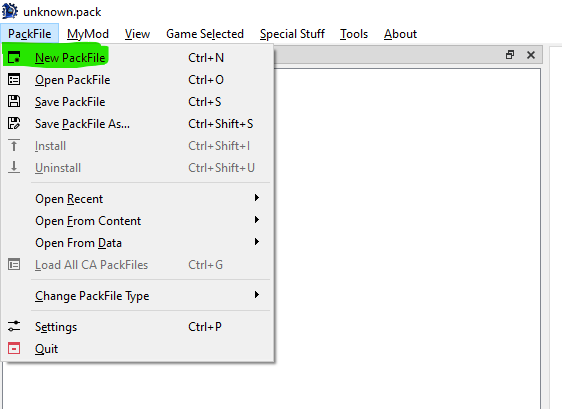 unknown.pack
PackFile MyMod View Game Selected Special Stuff Tools About
New PackFile Ctrl+N
Open PackFile Ctrl+O
Save PackFile Ctrl+S
Save PackFile As... Ctrl+Shift+S
Install Ctrl+Shift+I
Uninstall Ctrl+Shift+U
Open Recent
Open From Content
Open From Data
Load All CA PackFiles Ctrl+G
Change PackFile Type
Settings Ctrl+P
Quit